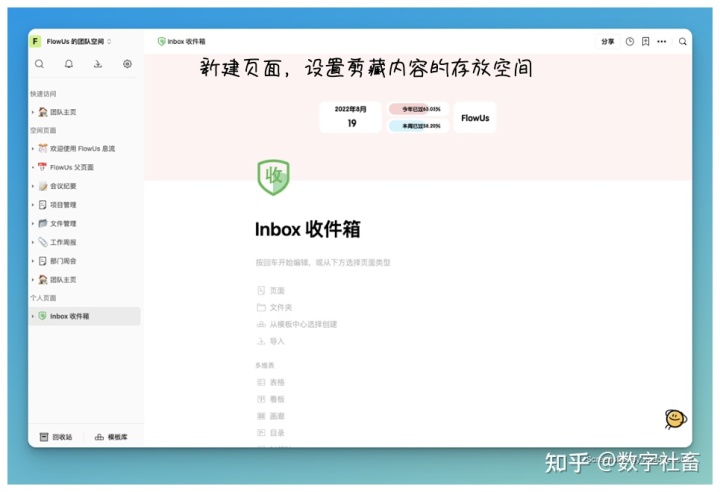 F FlowUs 的团队空间
快速访问
团队主页
空间页面
欢迎使用 FlowUs 息流
FlowUs 父页面
会议纪要
项目管理
文件管理
工作周报
部门周会
团队主页
个人页面
Inbox 收件箱
回收站 模板库
Inbox 收件箱 分享
新建页面，设置剪藏内容的存放空间
2022年8月
19
今年已过63.03%
本周已过58.20%
FlowUs
收
Inbox 收件箱
按回车开始编辑，或从下方选择页面类型
页面
文件夹
从模板中心选择创建
导入
多维表
表格
看板
画廊
目录
知乎 @数字社畜